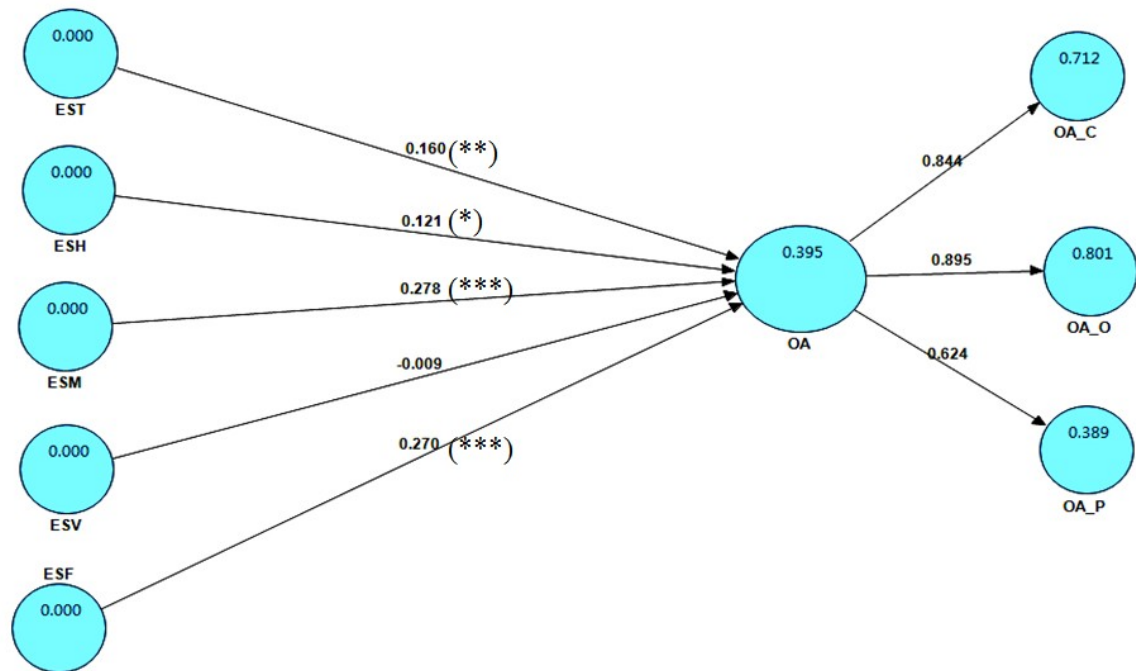 0.000
EST
0.000
ESH
0.000
ESM
0.000
ESV
ESF
0.000
0.160 (**)
0.121 (*)
0.278 (***)
-0.009
0.270 (***)
0.395
OA
0.844
0.895
0.624
0.712
OA_C
0.801
OA_O
0.389
OA_P